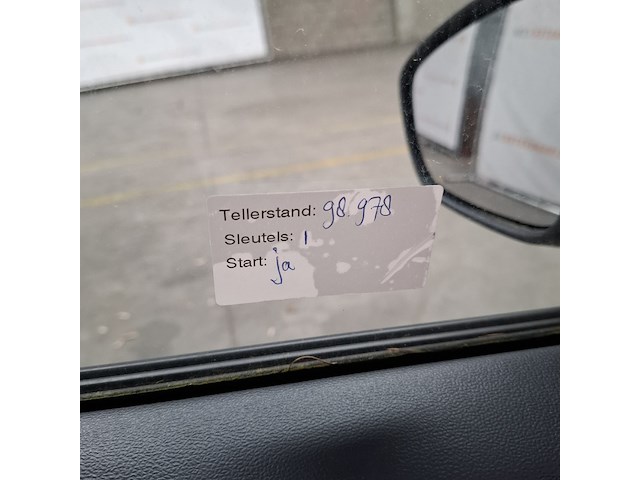 Tellerstand: 98 978
Sleutels: 1
Start: ja